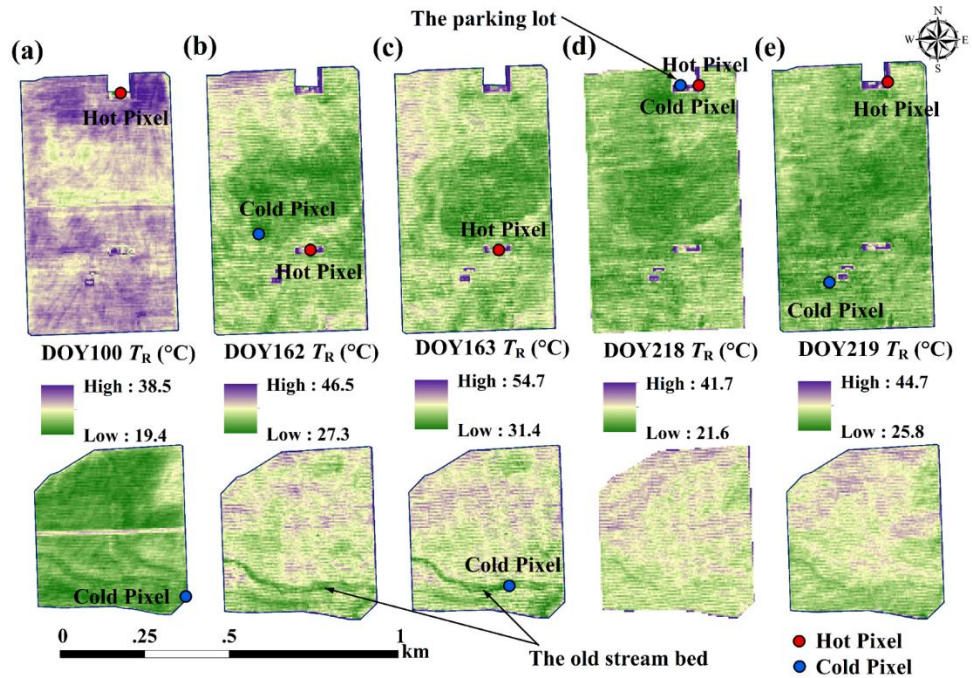 The parking lot
N
W E
S
(a) (b) (c) (d) (e)
Hot Pixel
Cold Pixel
Hot Pixel
Hot Pixel
Cold Pixel
Hot Pixel
Hot Pixel
Cold Pixel
DOY100 TR (°C) DOY162 TR (°C) DOY163 TR (°C) DOY218 TR (°C) DOY219 TR (°C)
High : 38.5 High : 46.5 High : 54.7 High : 41.7 High : 44.7
Low : 19.4 Low : 27.3 Low : 31.4 Low : 21.6 Low : 25.8
Cold Pixel
Cold Pixel
0 .25 .5 1
km
The old stream bed
Hot Pixel
Cold Pixel